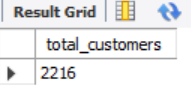 Result Grid
total_customers
2216